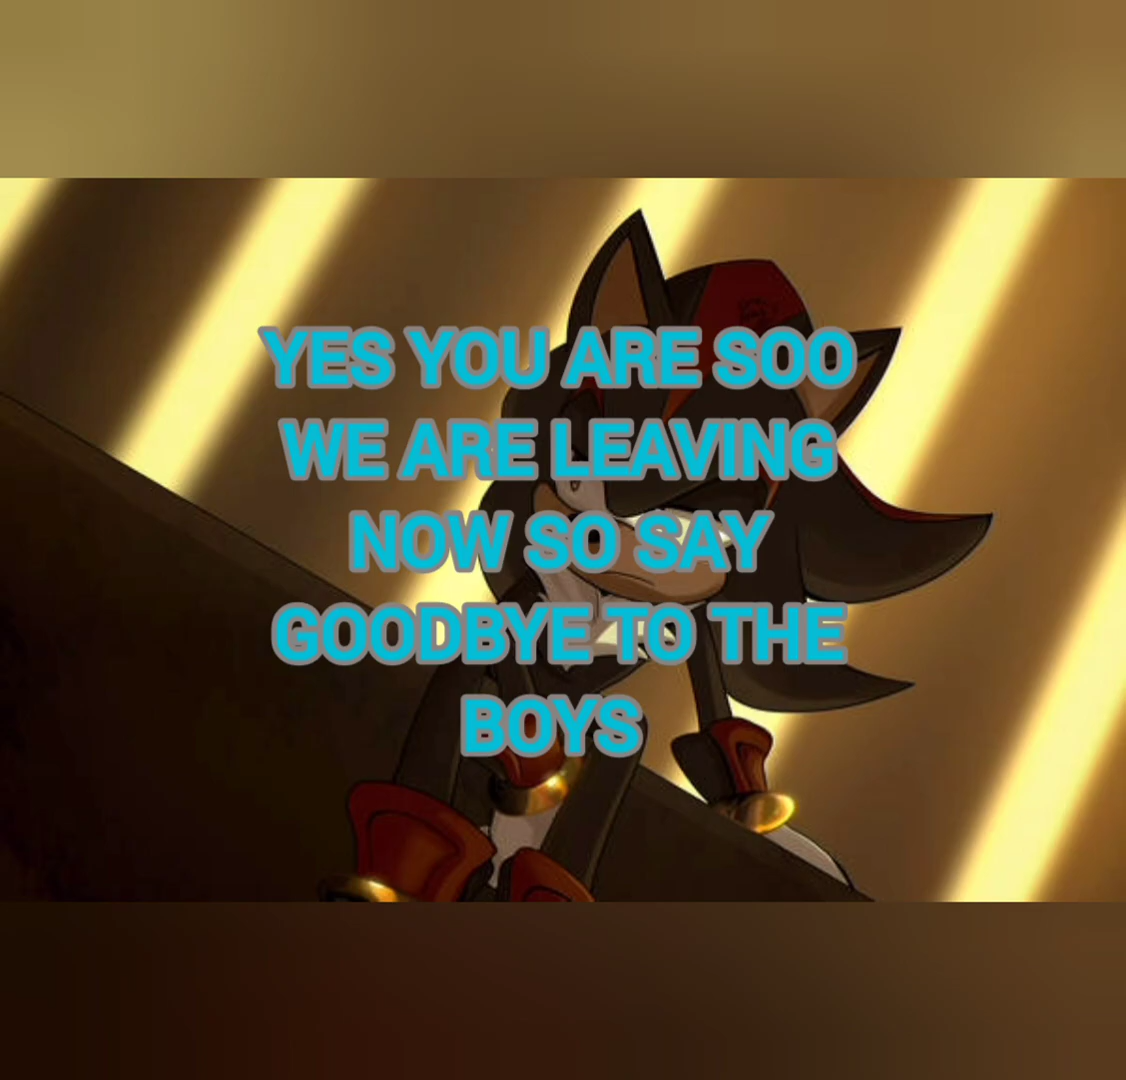 YES YOU ARE SOO
WE ARE LEAVING
NOW SO SAY
GOODBYE TO THE
BOYS